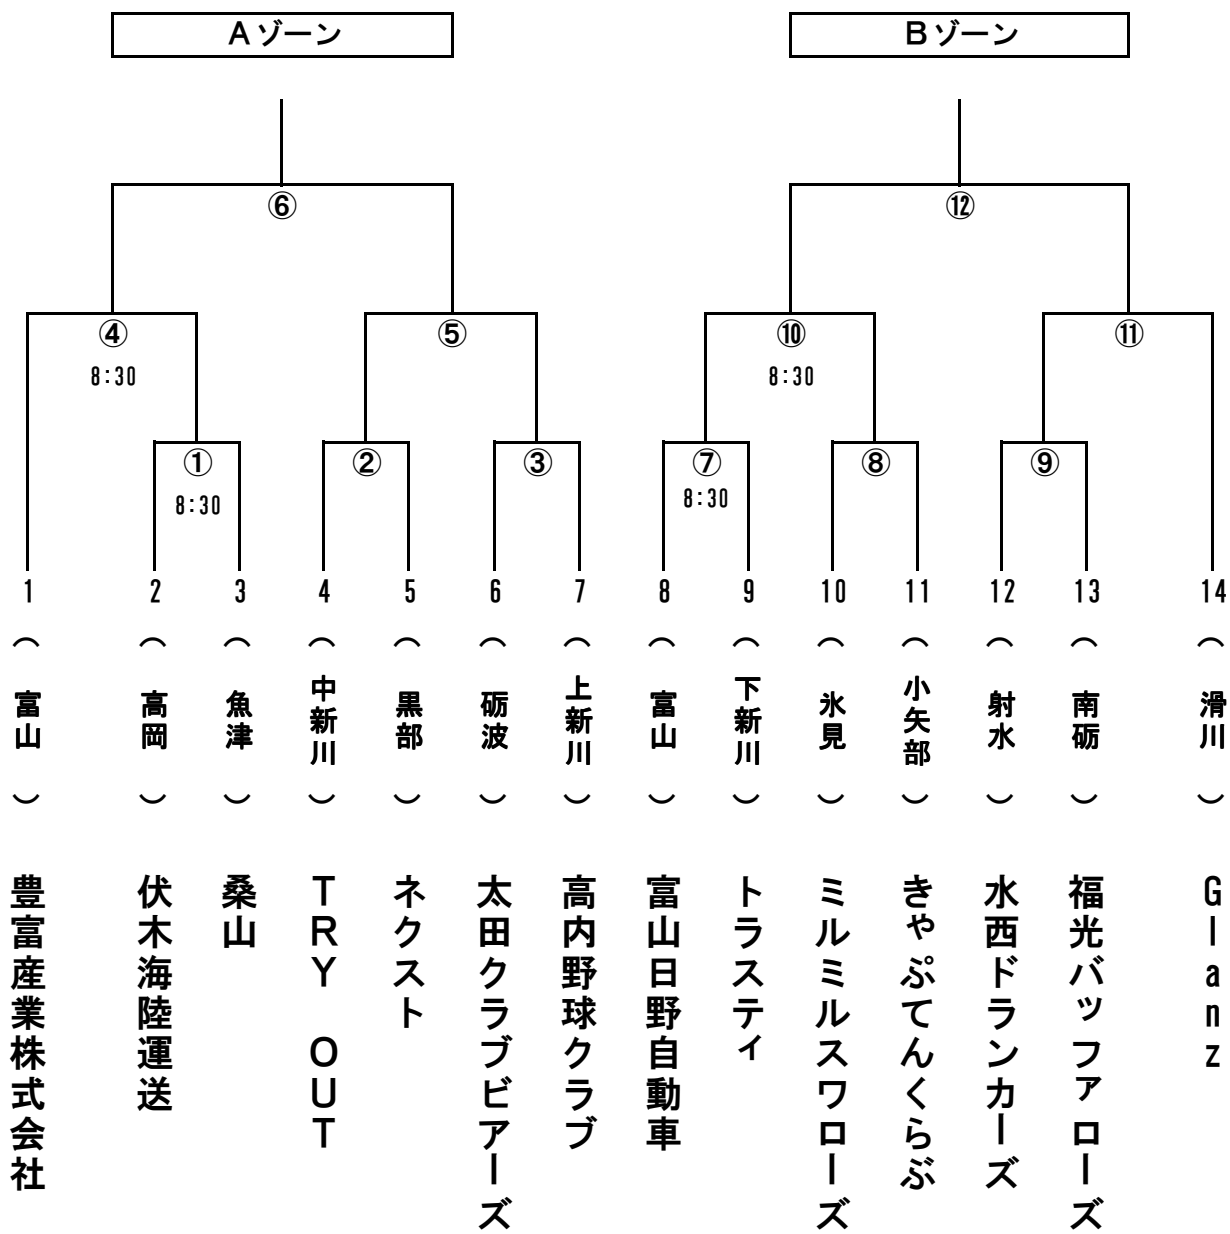 Aゾーン
Bゾーン
⑥
⑫
④
8:30
⑤
⑩
8:30
⑪
①
8:30
②
③
⑦
8:30
⑧
⑨
1
（富山）
豊富産業株式会社
2
（高岡）
伏木海陸運送
3
（魚津）
桑山
4
（中新川）
TRY OUT
5
（黒部）
ネクスト
6
（砺波）
太田クラブビアーズ
7
（上新川）
高内野球クラブ
8
（富山）
富山日野自動車
9
（下新川）
トラスティ
10
（氷見）
ミルミルスワローズ
11
（小矢部）
きゃぷてんくらぶ
12
（射水）
水西ドランカーズ
13
（南砺）
福光バッファローズ
14
（滑川）
Glanz